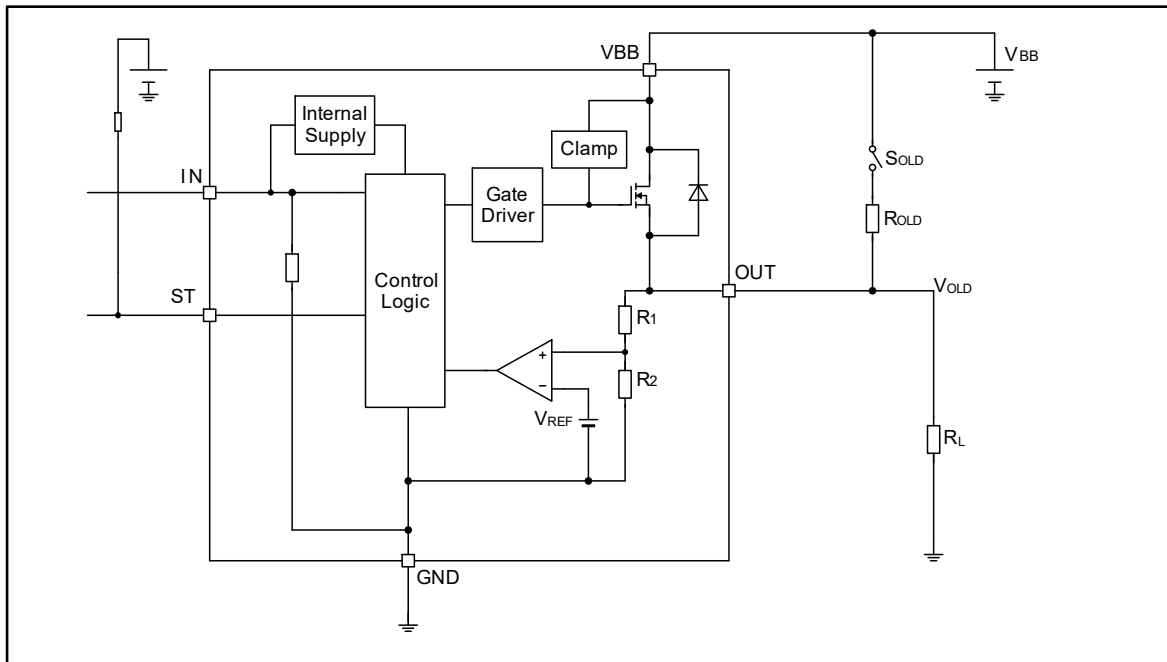 VBB
VBB
Internal
Supply
Clamp
SOLD
IN
Gate
Driver
ROLD
Control
Logic
OUT
VOLD
ST
R1
+
R2
−
VREF
RL
GND